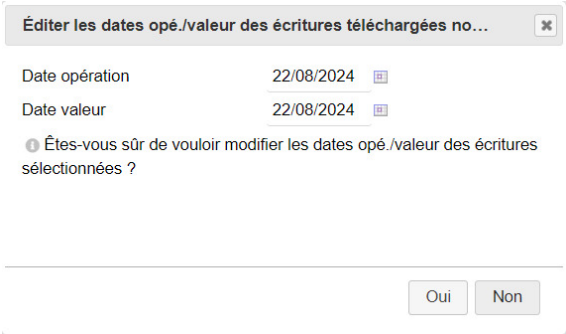 Éditer les dates opé./valeur des écritures téléchargées no…
Date opération 22/08/2024
Date valeur 22/08/2024
Êtes-vous sûr de vouloir modifier les dates opé./valeur des écritures
sélectionnées ?
Oui Non